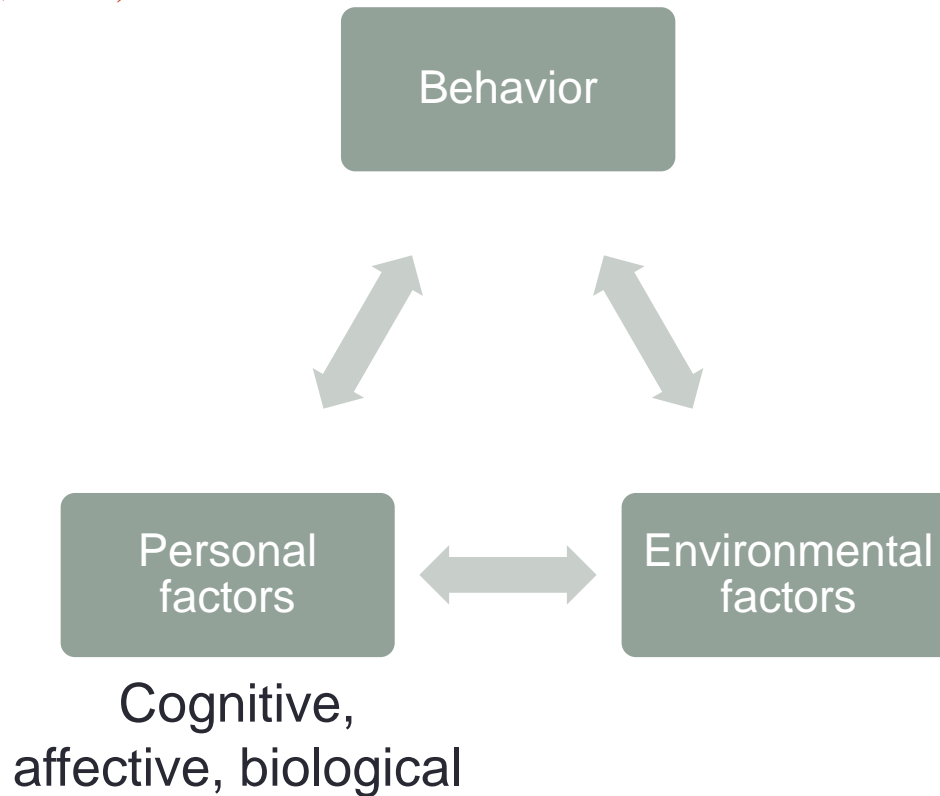 Behavior
Personal
factors
Environmental
factors
Cognitive,
affective, biological